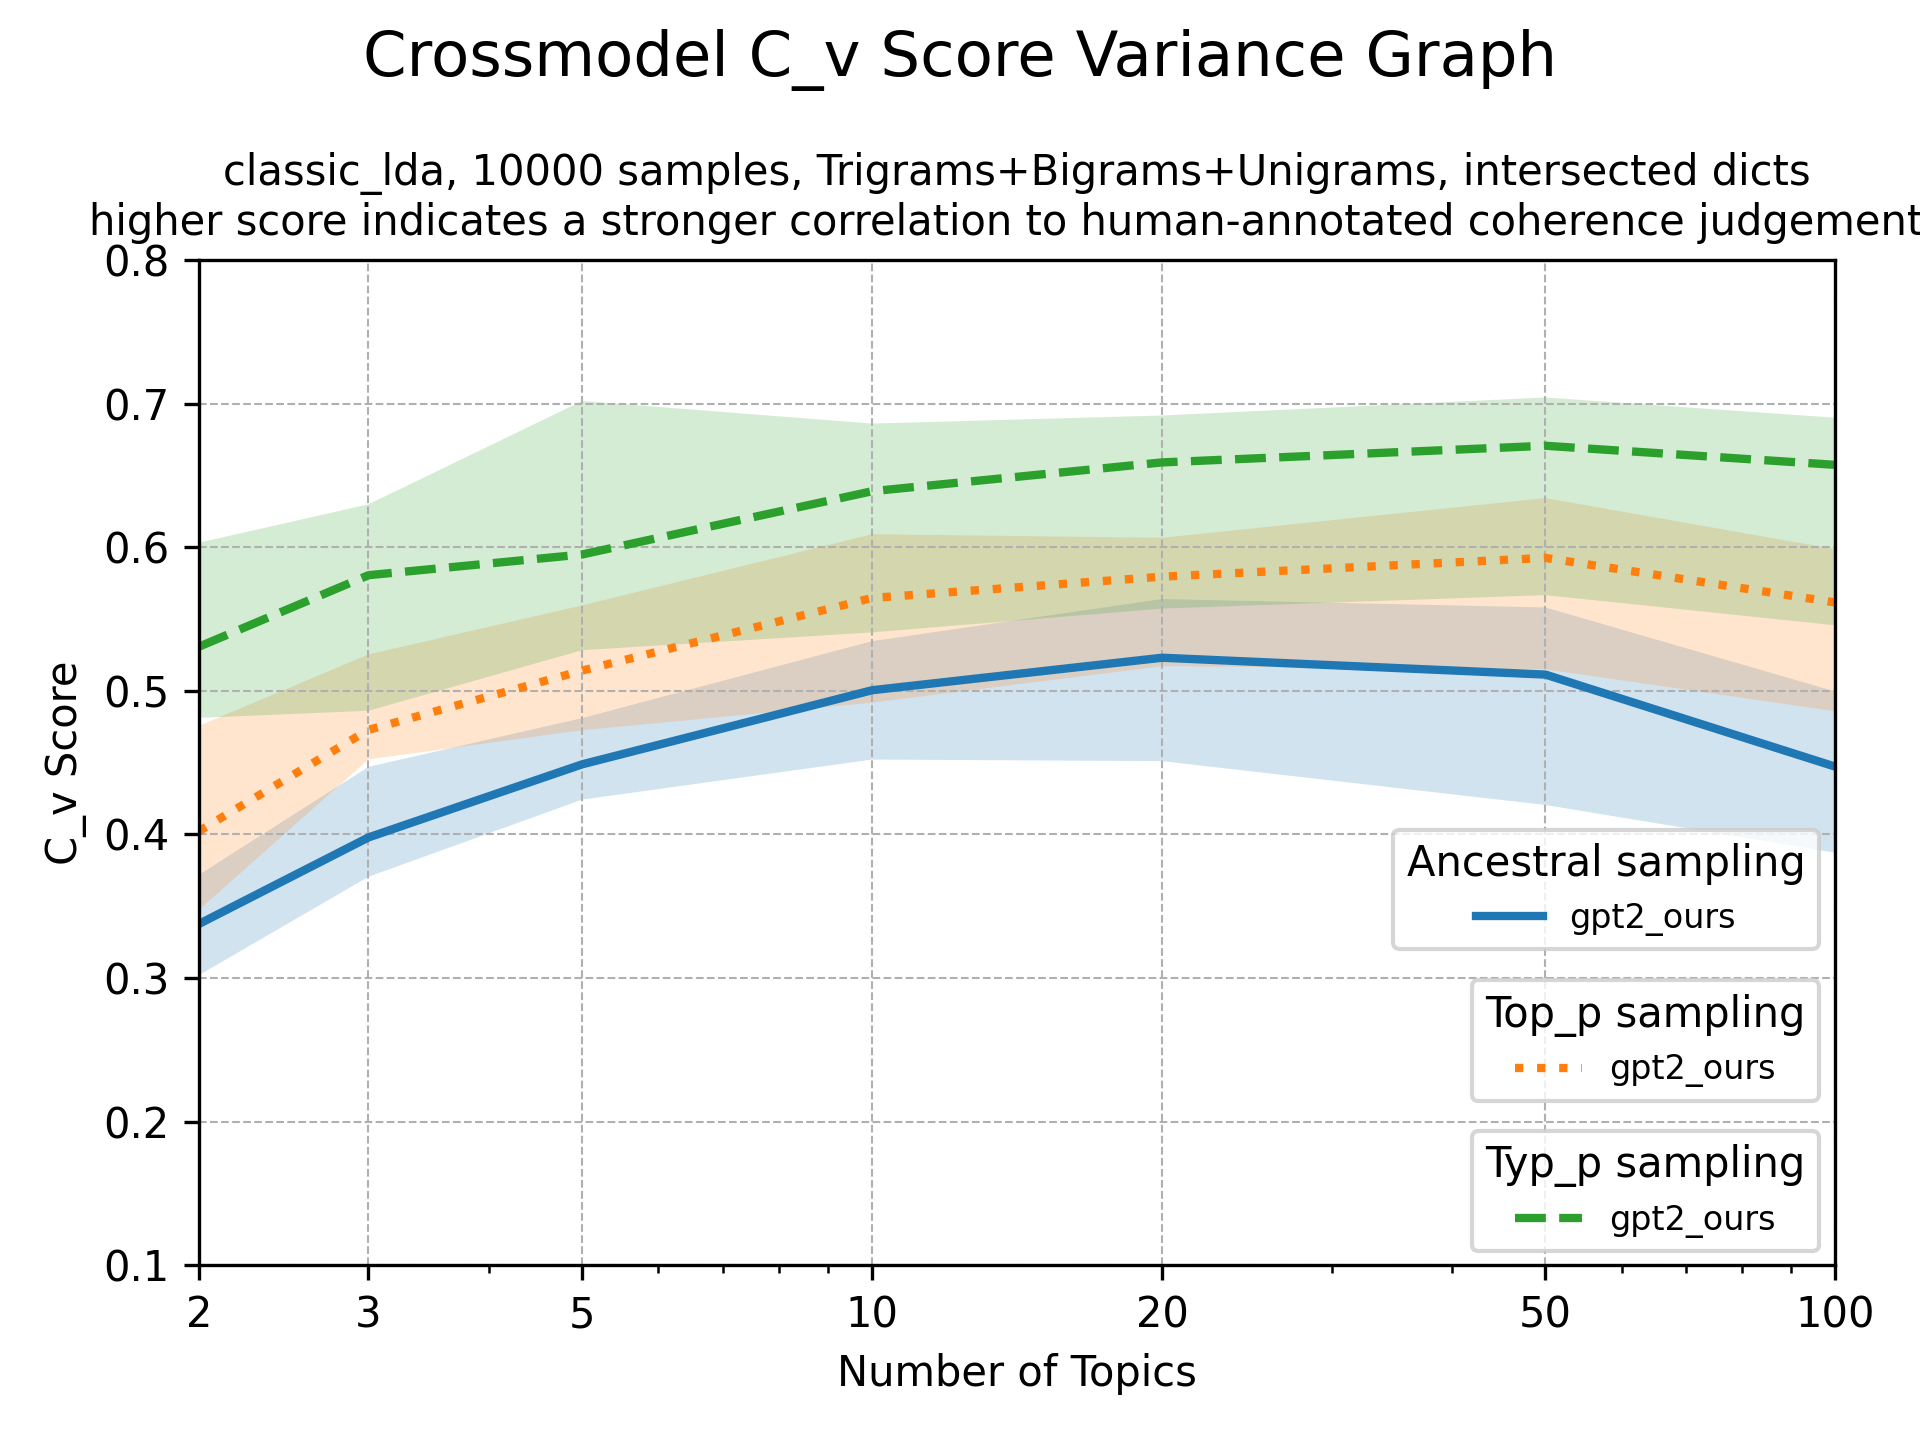 Crossmodel C_v Score Variance Graph
classic_lda, 10000 samples, Trigrams+Bigrams+Unigrams, intersected dicts
higher score indicates a stronger correlation to human-annotated coherence judgement
0.8
0.7
0.6
0.5
0.4
0.3
0.2
0.1
C_v Score
Ancestral sampling
gpt2_ours
Top_p sampling
gpt2_ours
Typ_p sampling
gpt2_ours
2 3 5 10 20 50 100
Number of Topics